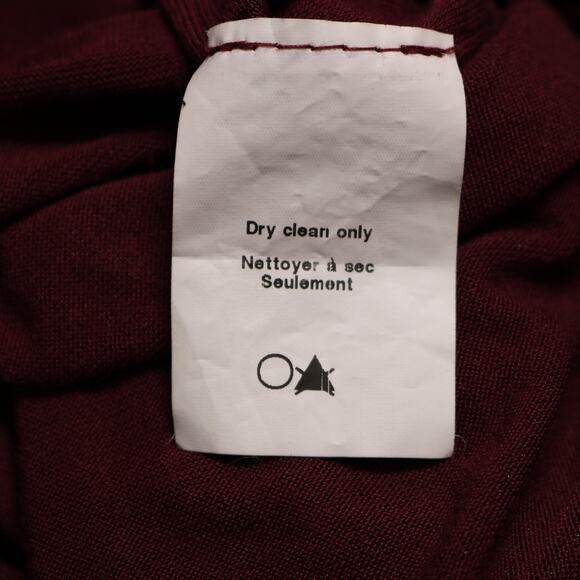 Dry clean only
Nettoyer à sec
Seulement